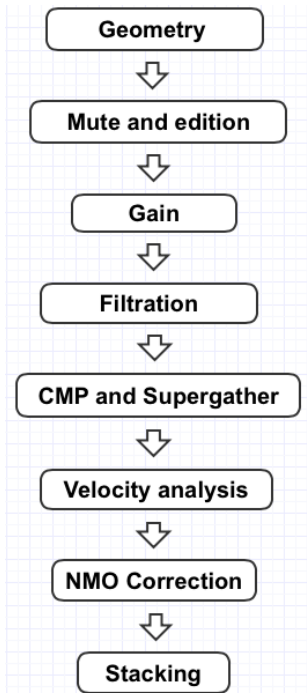 Geometry
Mute and edition
Gain
Filtration
CMP and Supergather
Velocity analysis
NMO Correction
Stacking